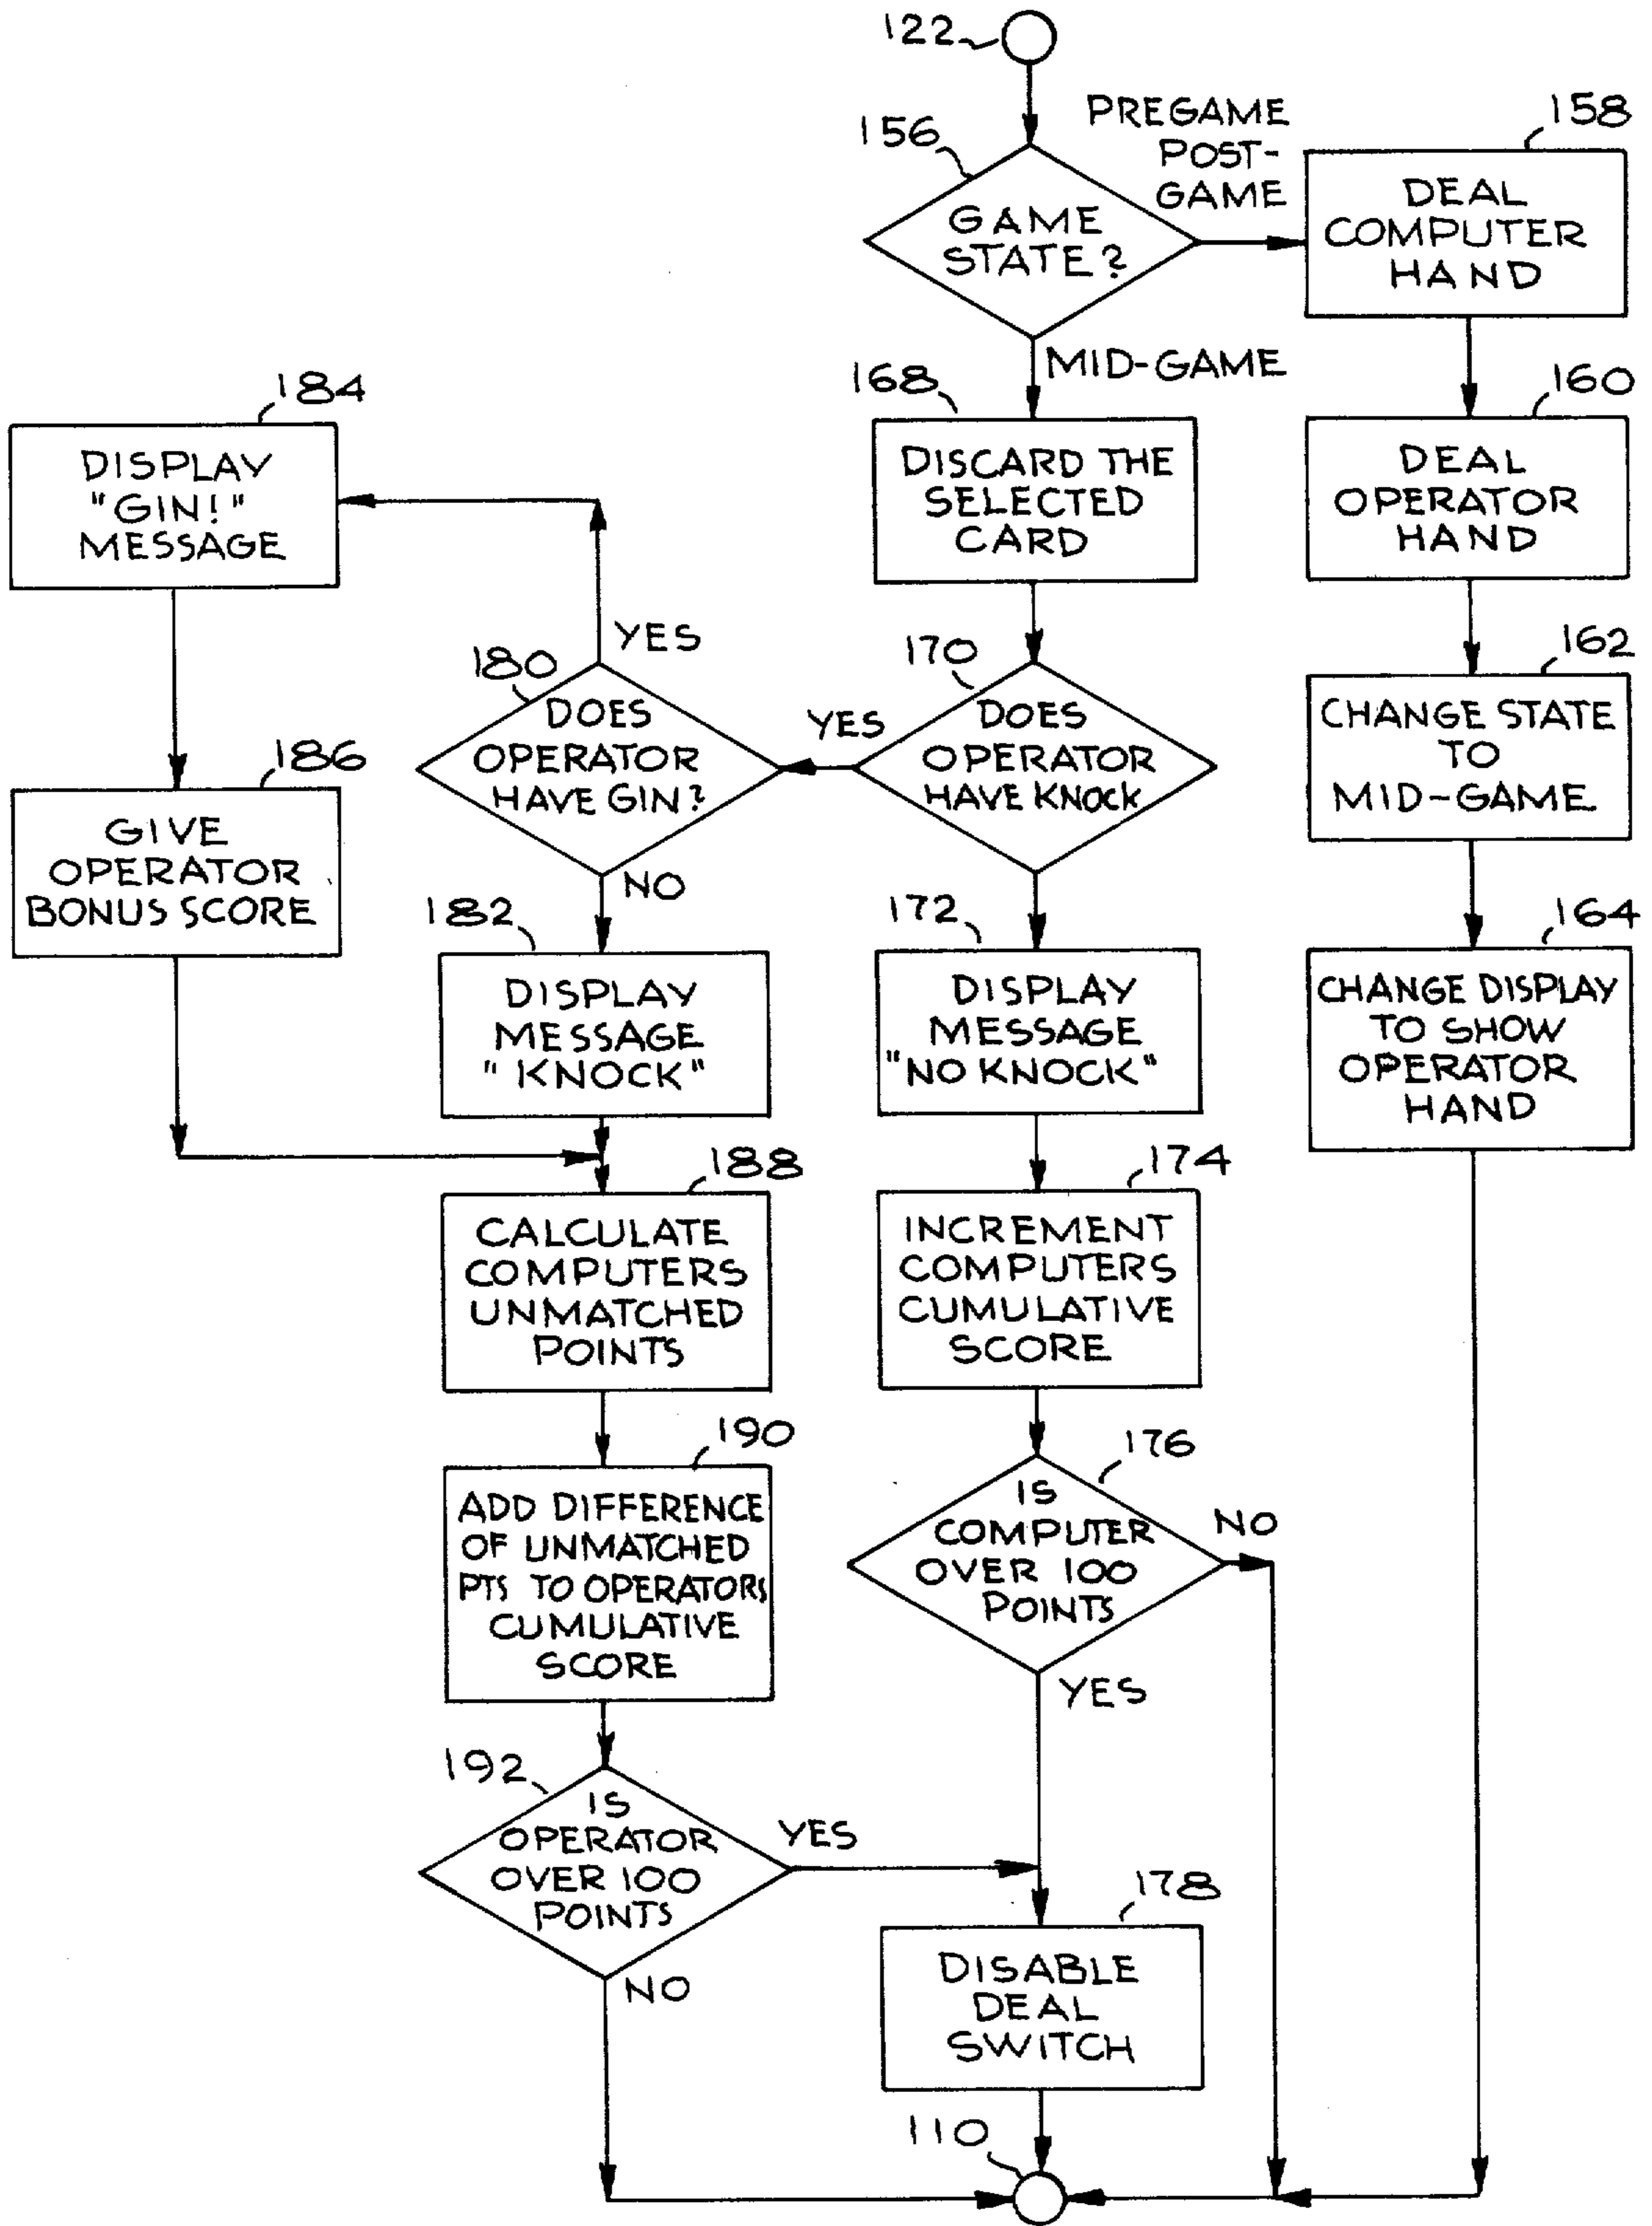 122
156
PREGAME
POST-
GAME
158
GAME
STATE?
DEAL
COMPUTER
HAND
MID-GAME
168
160
184
DISPLAY
"GIN!"
MESSAGE
DISCARD THE
SELECTED
CARD
DEAL
OPERATOR
HAND
YES
180
170
162
DOES
OPERATOR
HAVE GIN?
YES
DOES
OPERATOR
HAVE KNOCK
CHANGE STATE
TO
MID-GAME
186
GIVE
OPERATOR
BONUS SCORE
NO
182
172
164
DISPLAY
MESSAGE
"KNOCK"
DISPLAY
MESSAGE
"NO KNOCK"
CHANGE DISPLAY
TO SHOW
OPERATOR
HAND
188
174
CALCULATE
COMPUTERS
UNMATCHED
POINTS
INCREMENT
COMPUTERS
CUMULATIVE
SCORE
190
176
ADD DIFFERENCE
OF UNMATCHED
PTS TO OPERATORS
CUMULATIVE
SCORE
IS
COMPUTER
OVER 100
POINTS
NO
YES
192
IS
OPERATOR
OVER 100
POINTS
YES
178
NO
DISABLE
DEAL
SWITCH
110